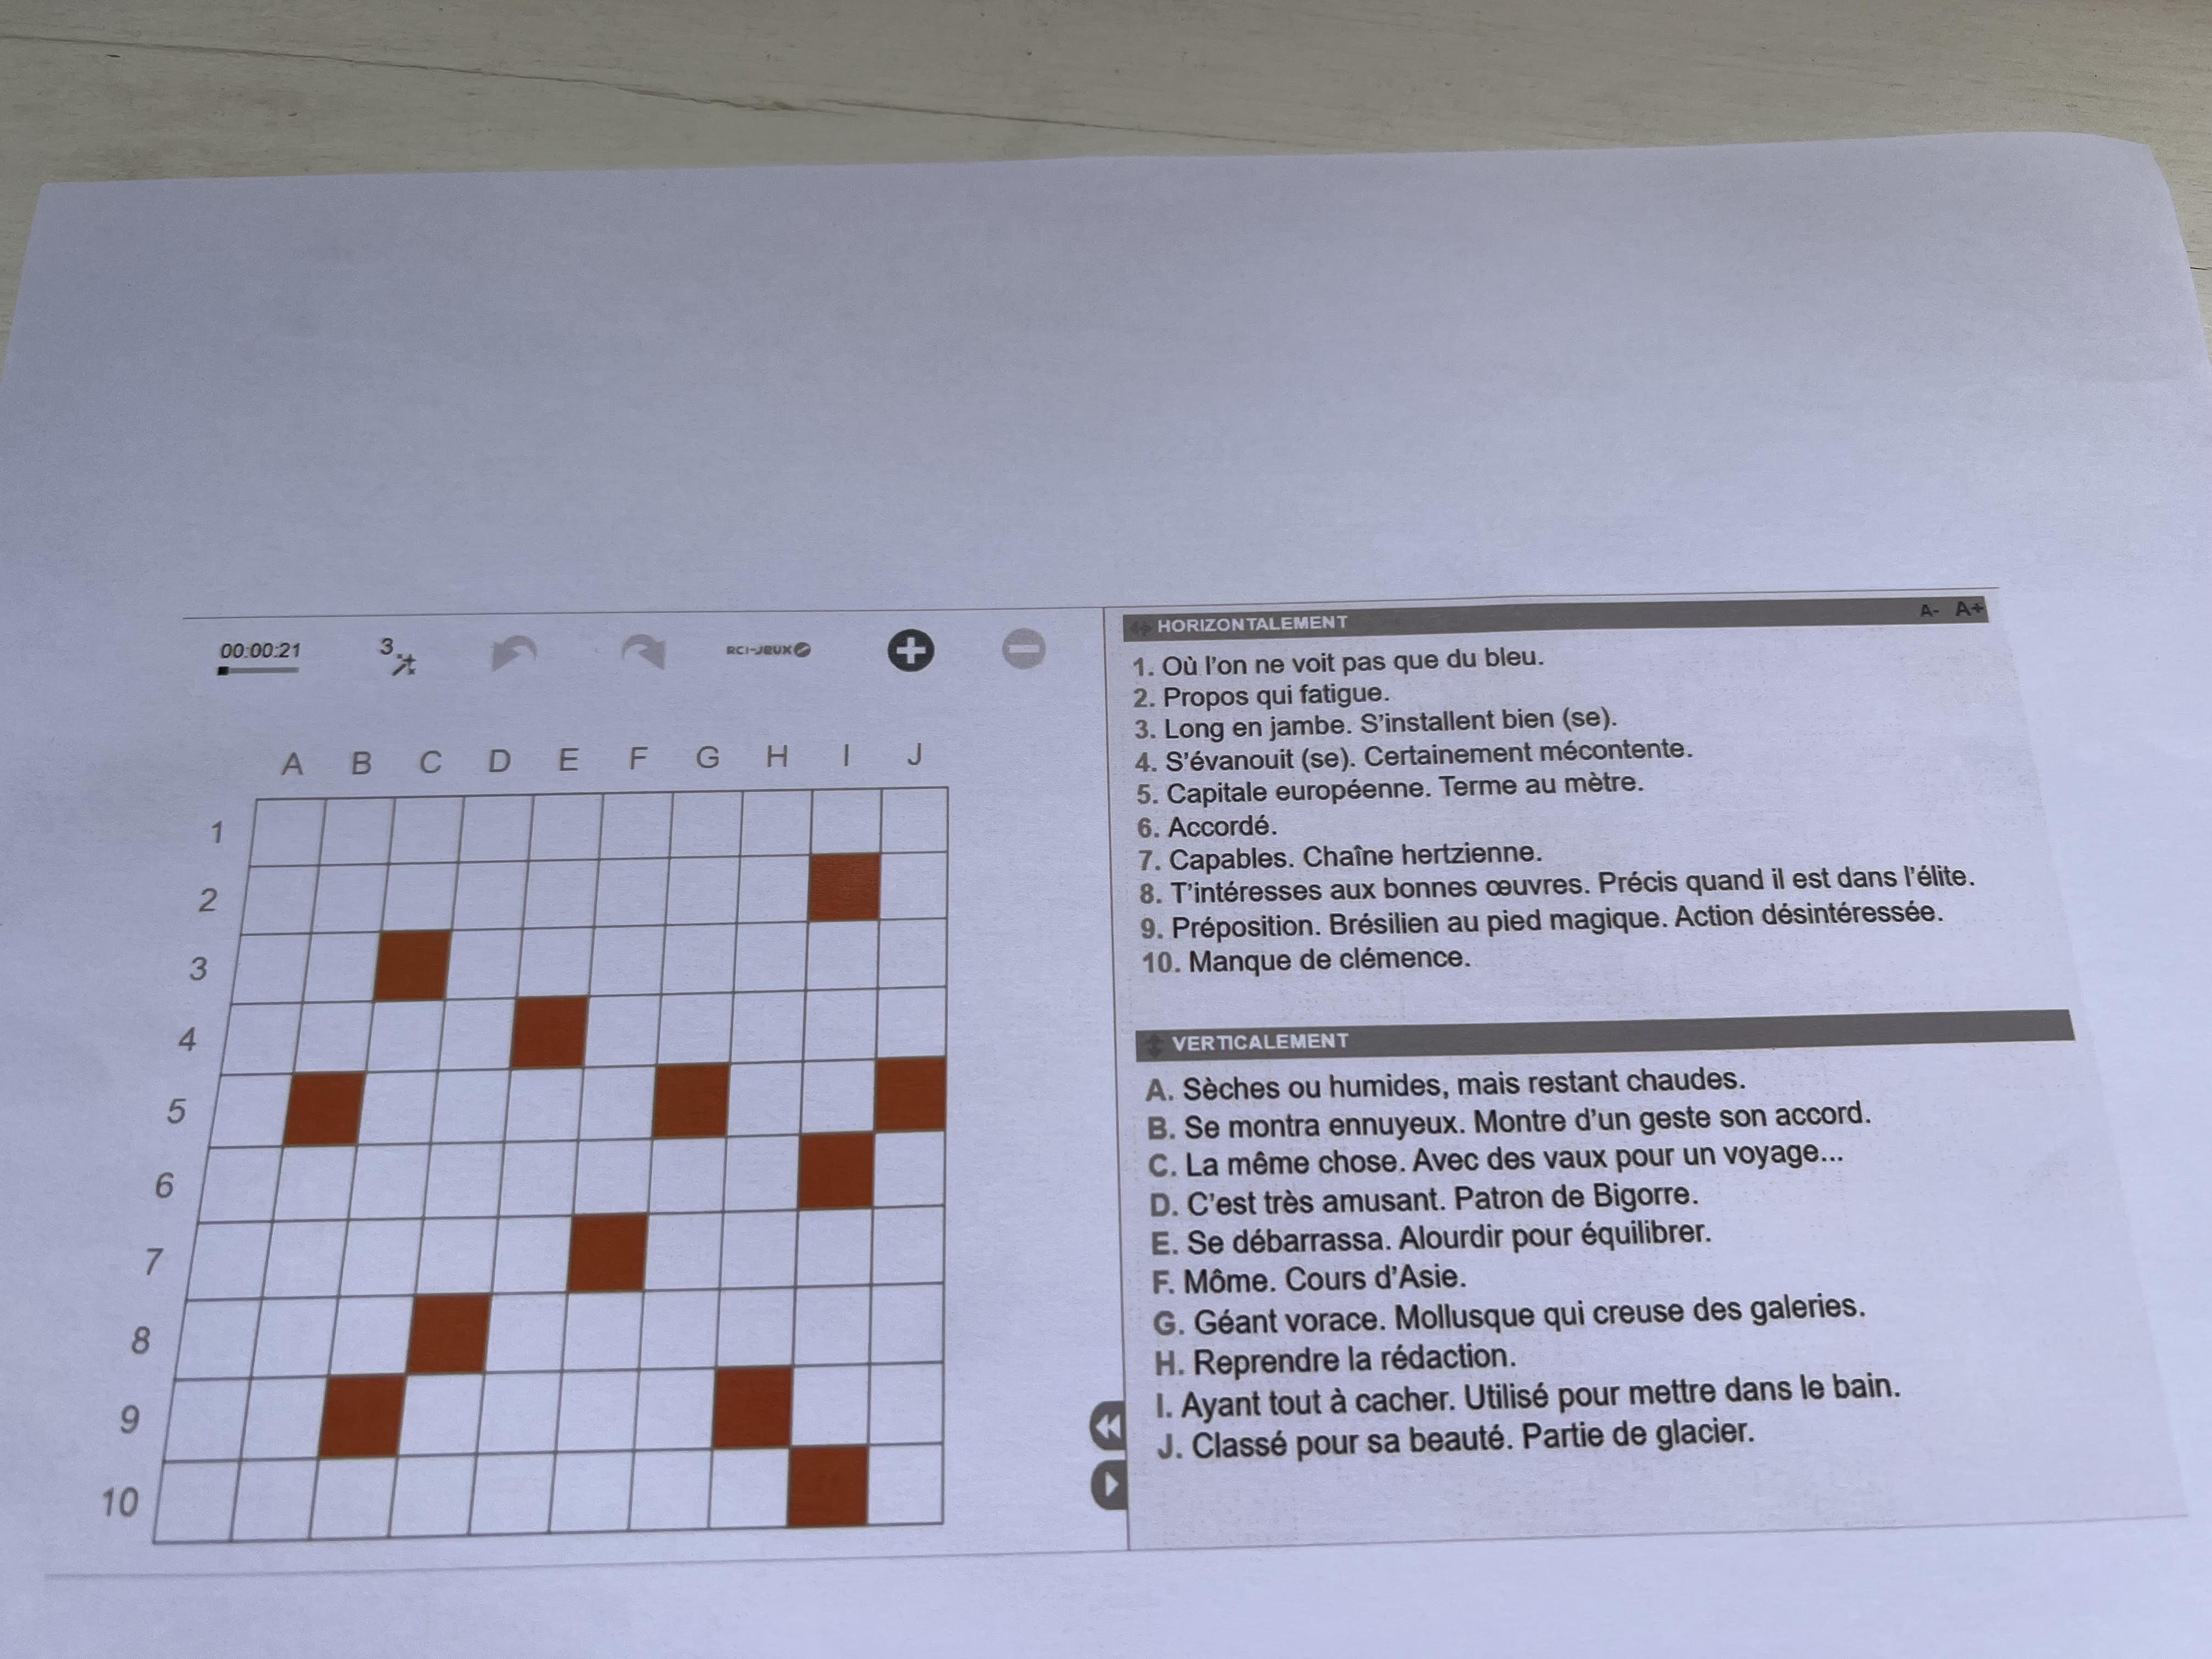 00:00:21
3
RCI-JEUX
A B C D E F G H I J
1
2
3
4
5
6
7
8
9
10
HORIZONTALEMENT
A- A+
1. Où l'on ne voit pas que du bleu.
2. Propos qui fatigue.
3. Long en jambe. S'installent bien (se).
4. S'évanouit (se). Certainement mécontente.
5. Capitale européenne. Terme au mètre.
6. Accordé.
7. Capables. Chaîne hertzienne.
8. T'intéresses aux bonnes œuvres. Précis quand il est dans l'élite.
9. Préposition. Brésilien au pied magique. Action désintéressée.
10. Manque de clémence.
VERTICALEMENT
A. Sèches ou humides, mais restant chaudes.
B. Se montra ennuyeux. Montre d'un geste son accord.
C. La même chose. Avec des vaux pour un voyage...
D. C'est très amusant. Patron de Bigorre.
E. Se débarrassa. Alourdir pour équilibrer.
F. Môme. Cours d'Asie.
G. Géant vorace. Mollusque qui creuse des galeries.
H. Reprendre la rédaction.
I. Ayant tout à cacher. Utilisé pour mettre dans le bain.
J. Classé pour sa beauté. Partie de glacier.